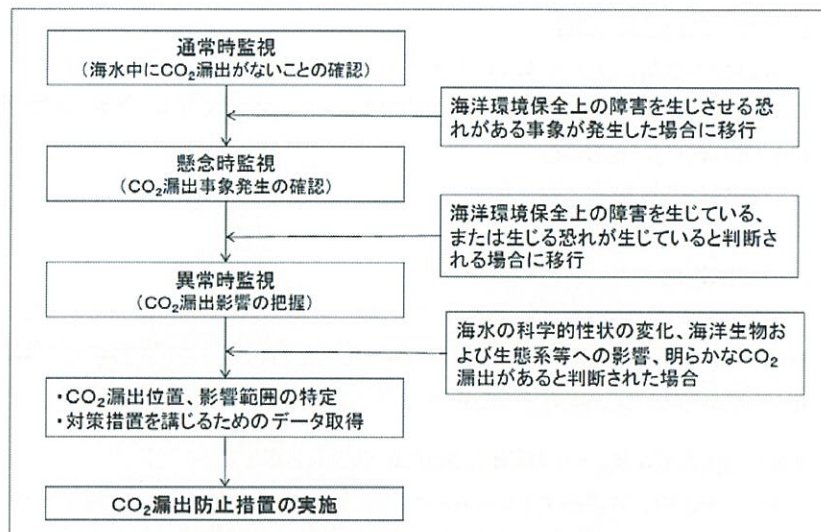 通常時監視
（海水中にCO₂漏出がないことの確認）
海洋環境保全上の障害を生じさせる恐
れがある事象が発生した場合に移行
懸念時監視
（CO₂漏出事象発生の確認）
海洋環境保全上の障害を生じている、
または生じる恐れが生じていると判断さ
れる場合に移行
異常時監視
（CO₂漏出影響の把握）
海水の科学的性状の変化、海洋生物お
よび生態系等への影響、明らかなCO₂
漏出があると判断された場合
・CO₂漏出位置、影響範囲の特定
・対策措置を講じるためのデータ取得
CO₂漏出防止措置の実施